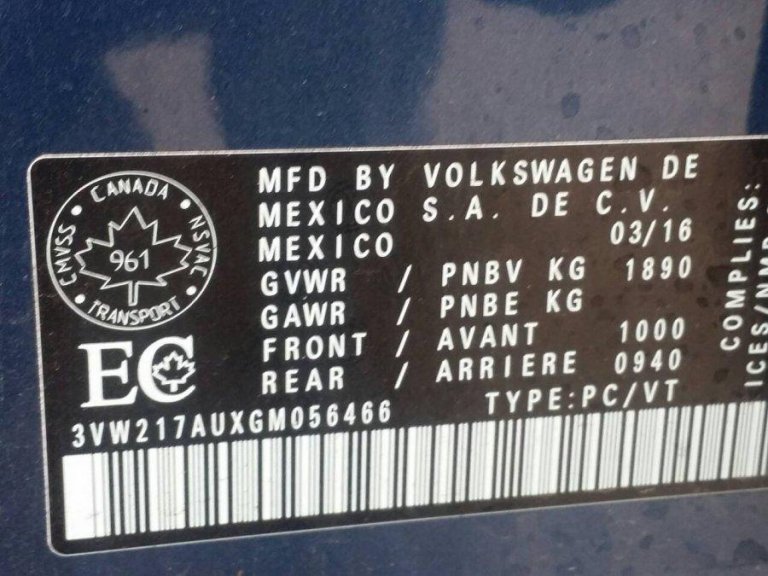 CANADA
CMVSS NSVAC
961
TRANSPORT
EC
MFD BY VOLKSWAGEN DE
MEXICO S.A. DE C.V.
MEXICO 03/16
GVWR / PNBV KG 1890
GAWR / PNBE KG
FRONT / AVANT 1000
REAR / ARRIERE 0940
3VW217AUXGM056466 TYPE:PC/VT
COMPLIES: